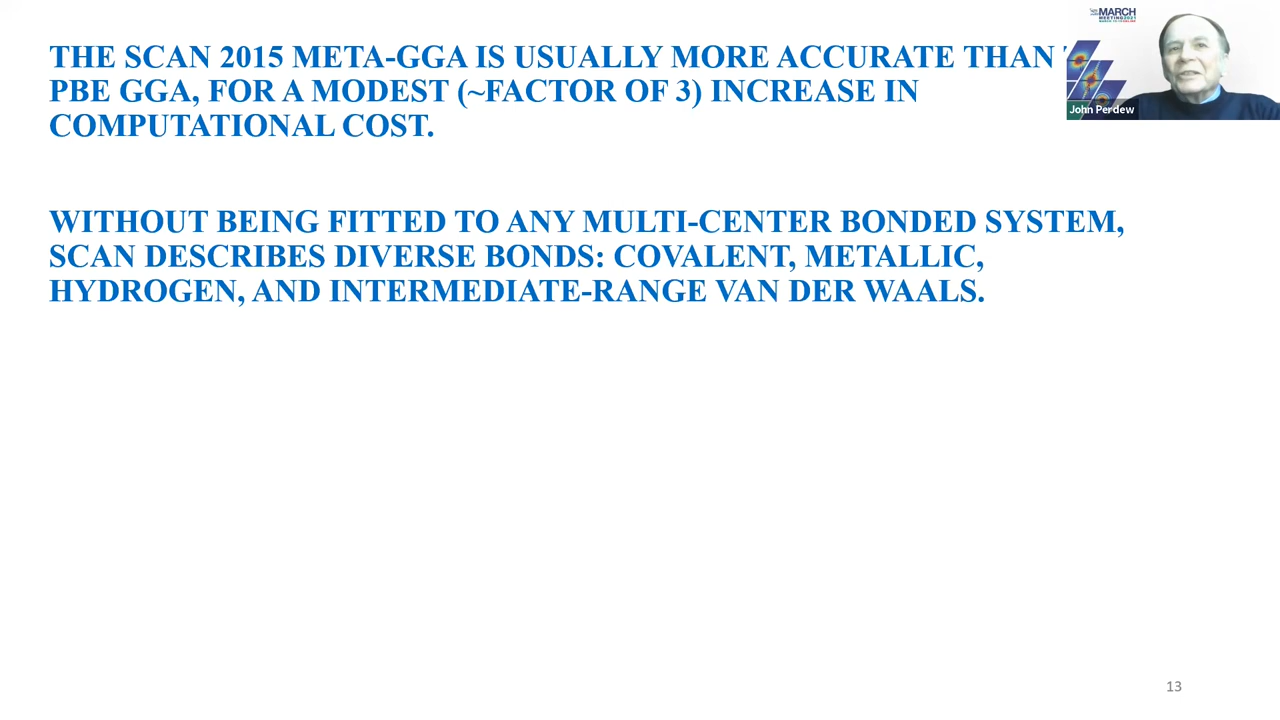 THE SCAN 2015 META-GGA IS USUALLY MORE ACCURATE THAN
PBE GGA, FOR A MODEST (~FACTOR OF 3) INCREASE IN
COMPUTATIONAL COST.
WITHOUT BEING FITTED TO ANY MULTI-CENTER BONDED SYSTEM,
SCAN DESCRIBES DIVERSE BONDS: COVALENT, METALLIC,
HYDROGEN, AND INTERMEDIATE-RANGE VAN DER WAALS.
MARCH
MEETING 2021
John Perdew
13